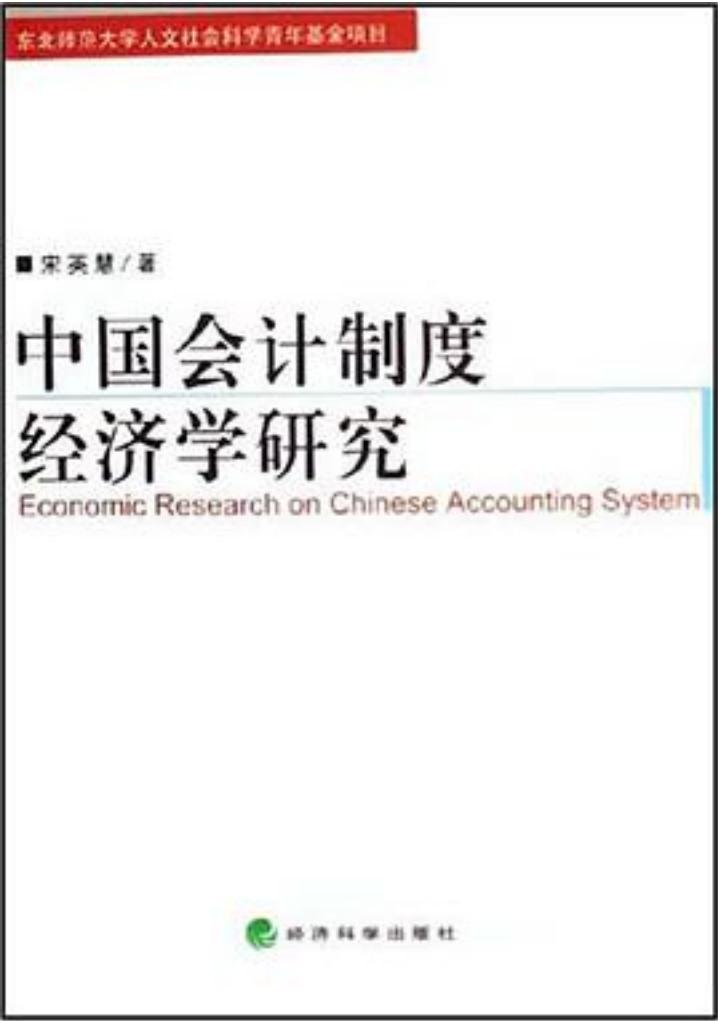 东北师范大学人文社会科学青年基金项目
■宋英慧/著
中国会计制度
经济学研究
Economic Research on Chinese Accounting System
经济科学出版社